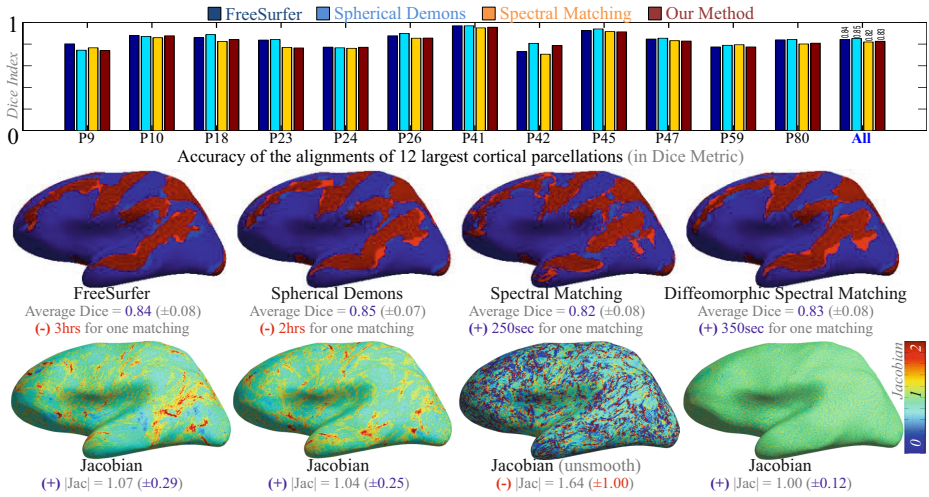 FreeSurfer Spherical Demons Spectral Matching Our Method
1
Dice Index
0
0.84 0.85 0.82 0.83
P9 P10 P18 P23 P24 P26 P41 P42 P45 P47 P59 P80 All
Accuracy of the alignments of 12 largest cortical parcellations (in Dice Metric)
FreeSurfer
Average Dice = 0.84 (±0.08)
(-) 3hrs for one matching
Spherical Demons
Average Dice = 0.85 (±0.07)
(-) 2hrs for one matching
Spectral Matching
Average Dice = 0.82 (±0.08)
(+) 250sec for one matching
Diffeomorphic Spectral Matching
Average Dice = 0.83 (±0.08)
(+) 350sec for one matching
Jacobian
(+) |Jac| = 1.07 (±0.29)
Jacobian
(+) |Jac| = 1.04 (±0.25)
Jacobian (unsmooth)
(-) |Jac| = 1.64 (±1.00)
Jacobian
(+) |Jac| = 1.00 (±0.12)
Jacobian
2
1
0